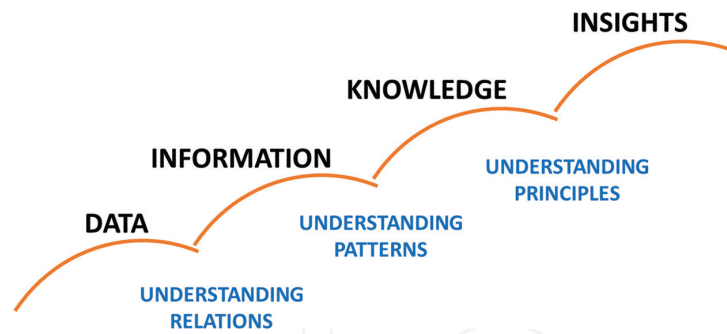 INSIGHTS
KNOWLEDGE
INFORMATION
UNDERSTANDING
PRINCIPLES
DATA
UNDERSTANDING
PATTERNS
UNDERSTANDING
RELATIONS